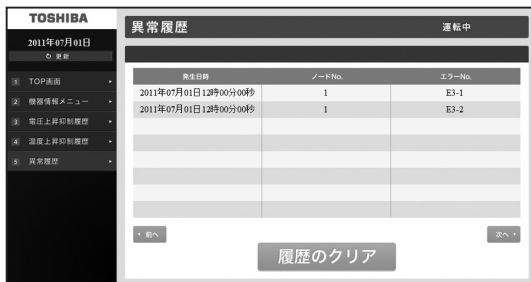 TOSHIBA
2011年07月01日
更新
1 TOP画面
2 機器情報メニュー
3 電圧上昇抑制履歴
4 温度上昇抑制履歴
5 異常履歴
異常履歴 運転中
発生日時 ノードNo. エラーNo.
2011年07月01日12時00分00秒 1 E3-1
2011年07月01日12時00分00秒 1 E3-2
前へ 次へ
履歴のクリア